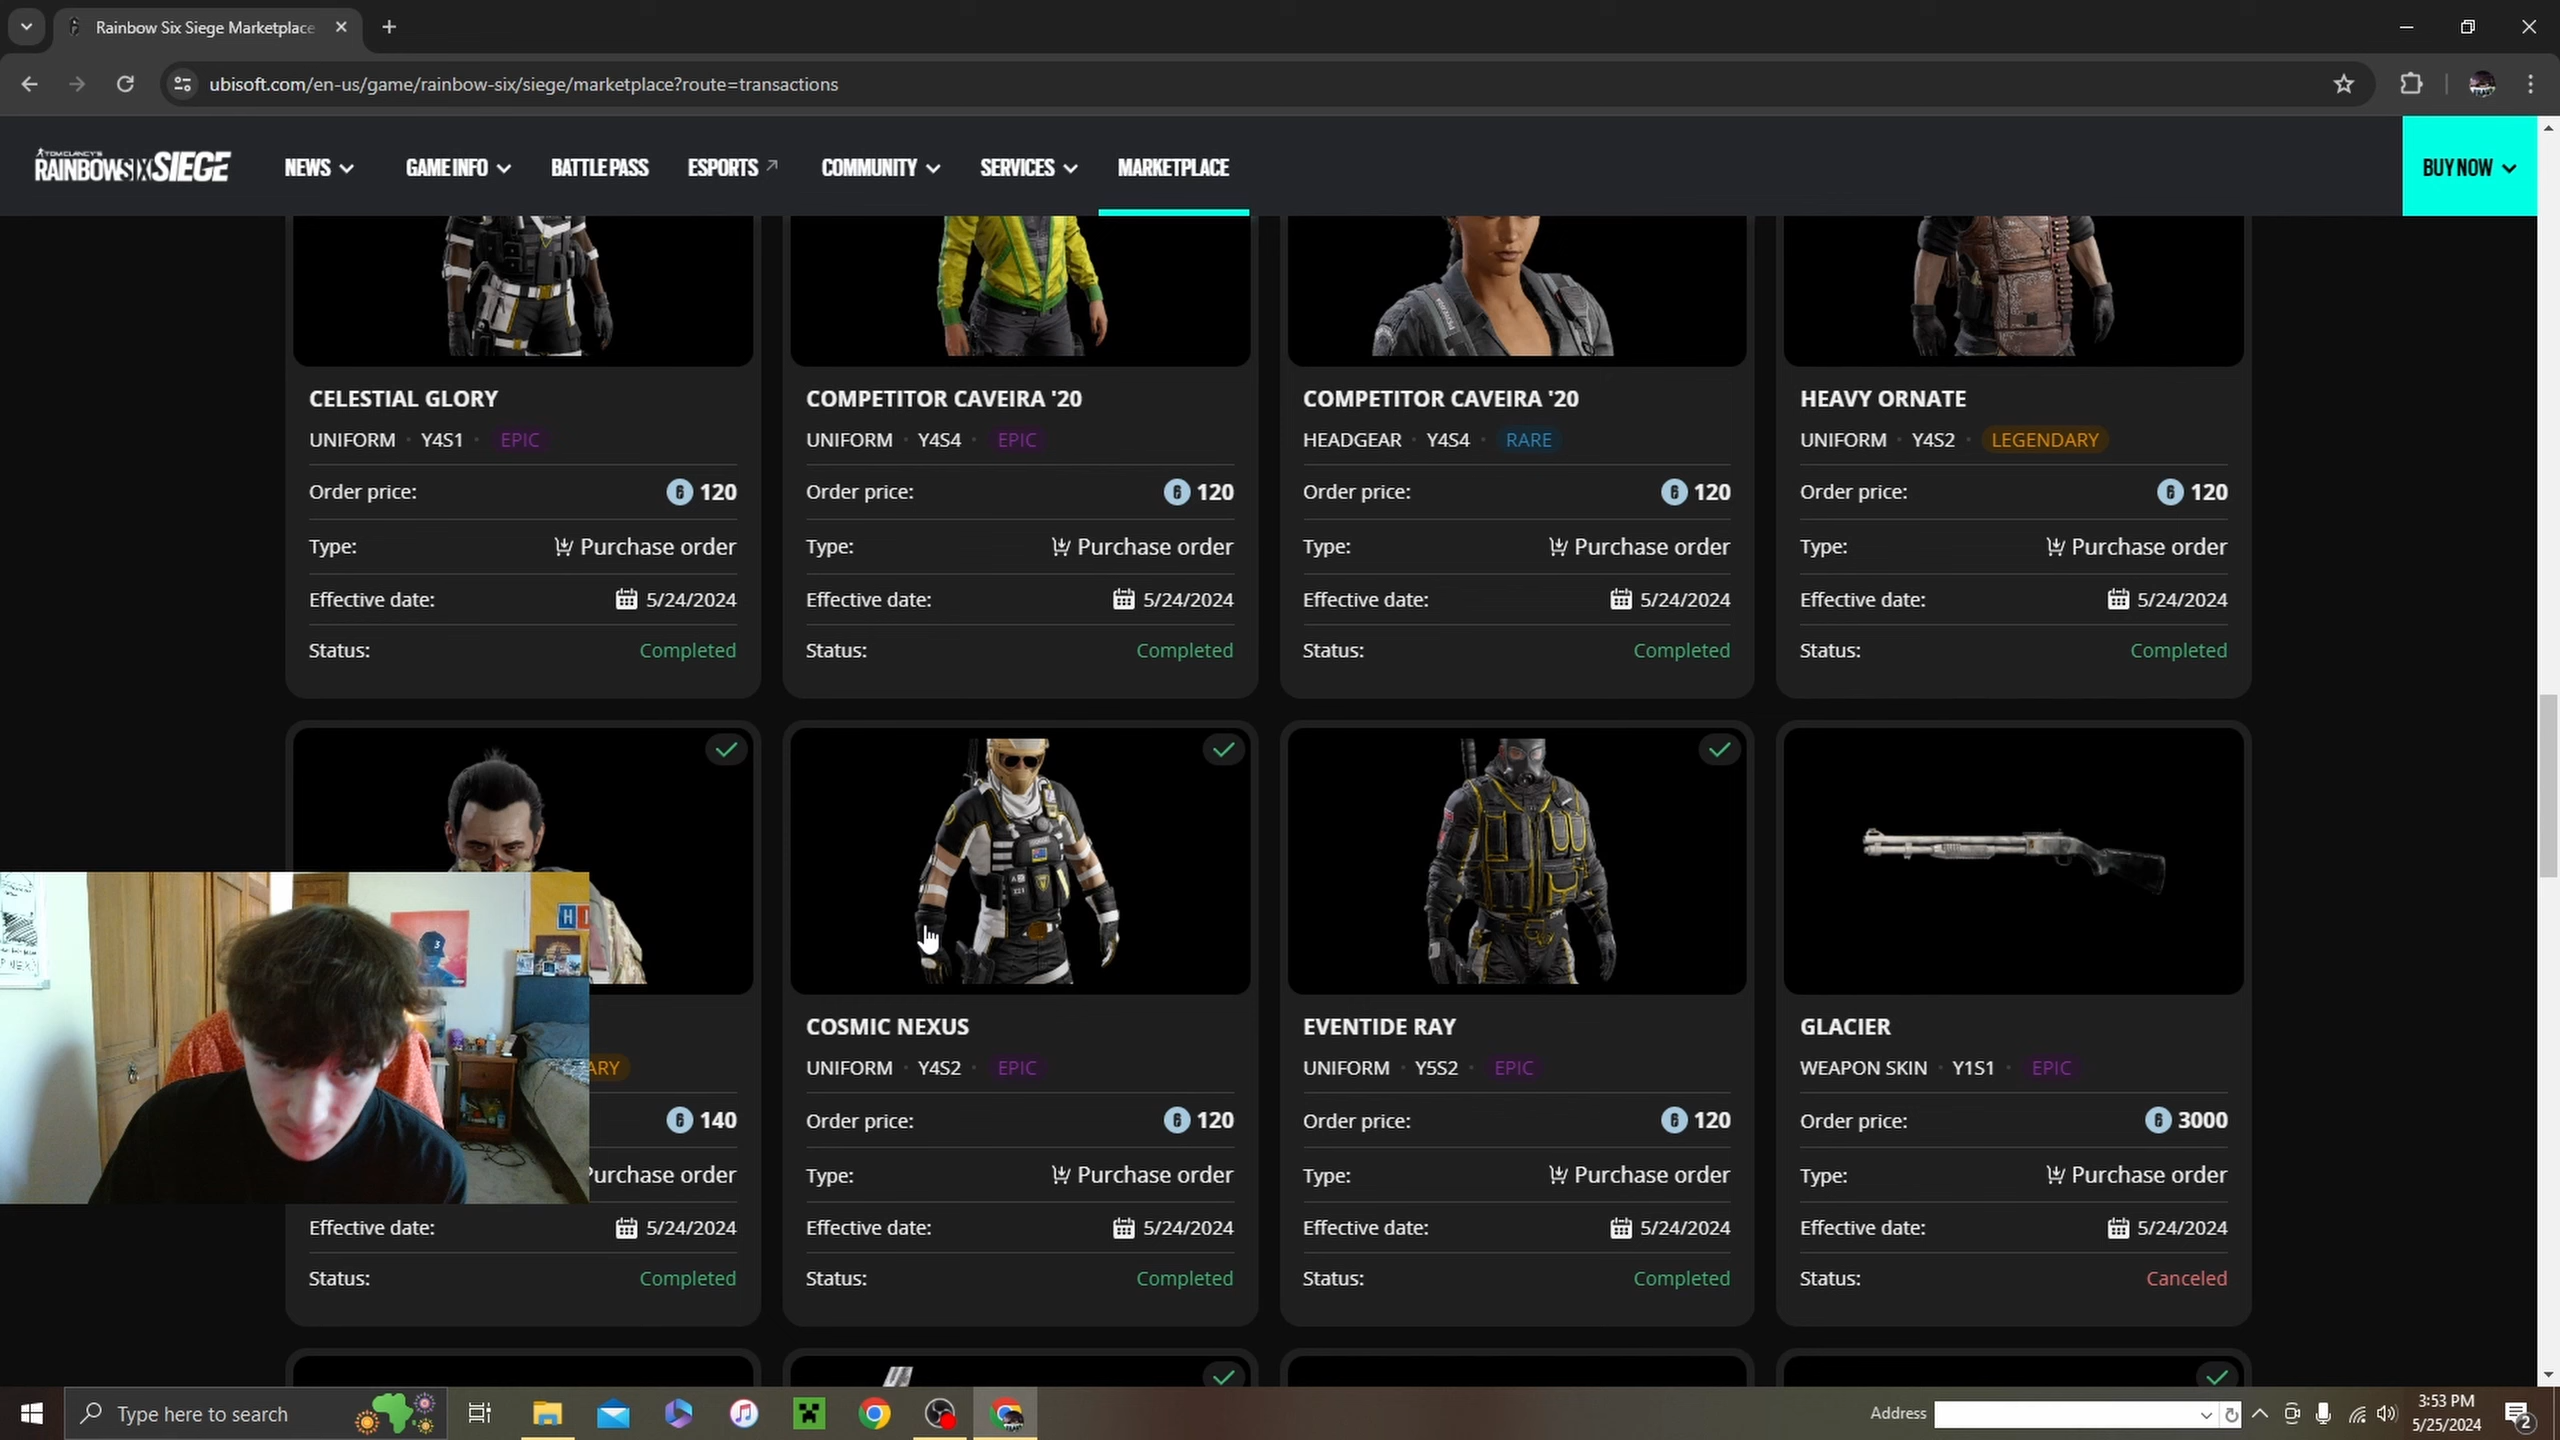 Rainbow Six Siege Marketplace
ubisoft.com/en-us/game/rainbow-six/siege/marketplace?route=transactions
TOM CLANCY'S
RAINBOWSIX SIEGE
NEWS
GAME INFO
BATTLE PASS
ESPORTS
COMMUNITY
SERVICES
MARKETPLACE
BUY NOW
CELESTIAL GLORY
UNIFORM · Y4S1 · EPIC
Order price: 120
Type: Purchase order
Effective date: 5/24/2024
Status: Completed
COMPETITOR CAVEIRA '20
UNIFORM · Y4S4 · EPIC
Order price: 120
Type: Purchase order
Effective date: 5/24/2024
Status: Completed
COMPETITOR CAVEIRA '20
HEADGEAR · Y4S4 · RARE
Order price: 120
Type: Purchase order
Effective date: 5/24/2024
Status: Completed
HEAVY ORNATE
UNIFORM · Y4S2 · LEGENDARY
Order price: 120
Type: Purchase order
Effective date: 5/24/2024
Status: Completed
ARY
140
Purchase order
Effective date: 5/24/2024
Status: Completed
COSMIC NEXUS
UNIFORM · Y4S2 · EPIC
Order price: 120
Type: Purchase order
Effective date: 5/24/2024
Status: Completed
EVENTIDE RAY
UNIFORM · Y5S2 · EPIC
Order price: 120
Type: Purchase order
Effective date: 5/24/2024
Status: Completed
GLACIER
WEAPON SKIN · Y1S1 · EPIC
Order price: 3000
Type: Purchase order
Effective date: 5/24/2024
Status: Canceled
HI
3
Type here to search
Address
3:53 PM
5/25/2024
2